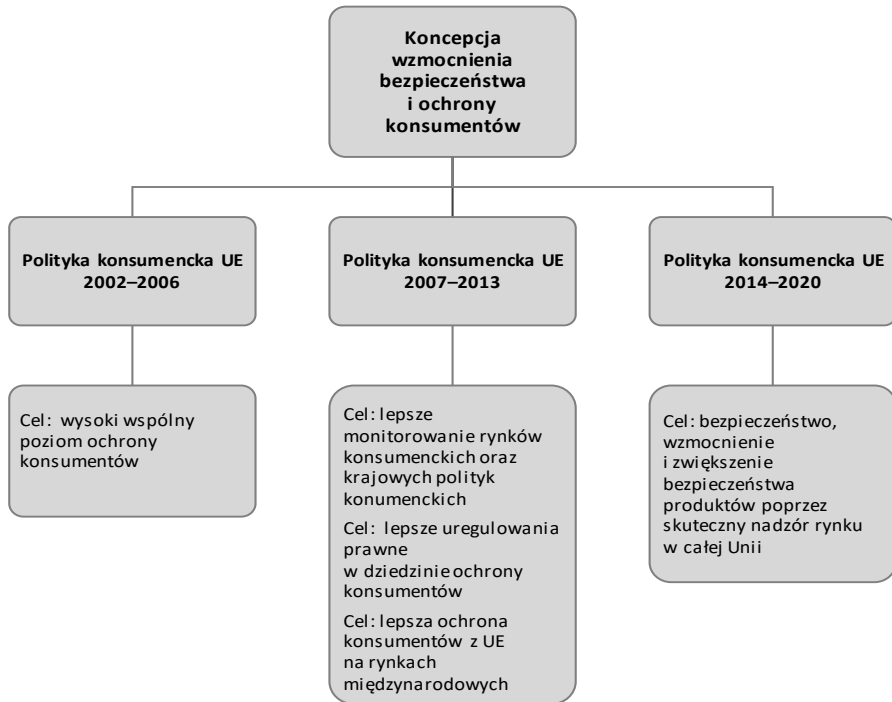 Koncepcja
wzmocnienia
bezpieczeństwa
i ochrony
konsumentów
Polityka konsumencka UE
2002–2006
Polityka konsumencka UE
2007–2013
Polityka konsumencka UE
2014–2020
Cel: wysoki wspólny
poziom ochrony
konsumentów
Cel: lepsze
monitorowanie rynków
konsumenckich oraz
krajowych polityk
konumenckich
Cel: lepsze uregulowania
prawne
w dziedzinie ochrony
konsumentów
Cel: lepsza ochrona
konsumentów z UE
na rynkach
międzynarodowych
Cel: bezpieczeństwo,
wzmocnienie
i zwiększenie
bezpieczeństwa
produktów poprzez
skuteczny nadzór rynku
w całej Unii